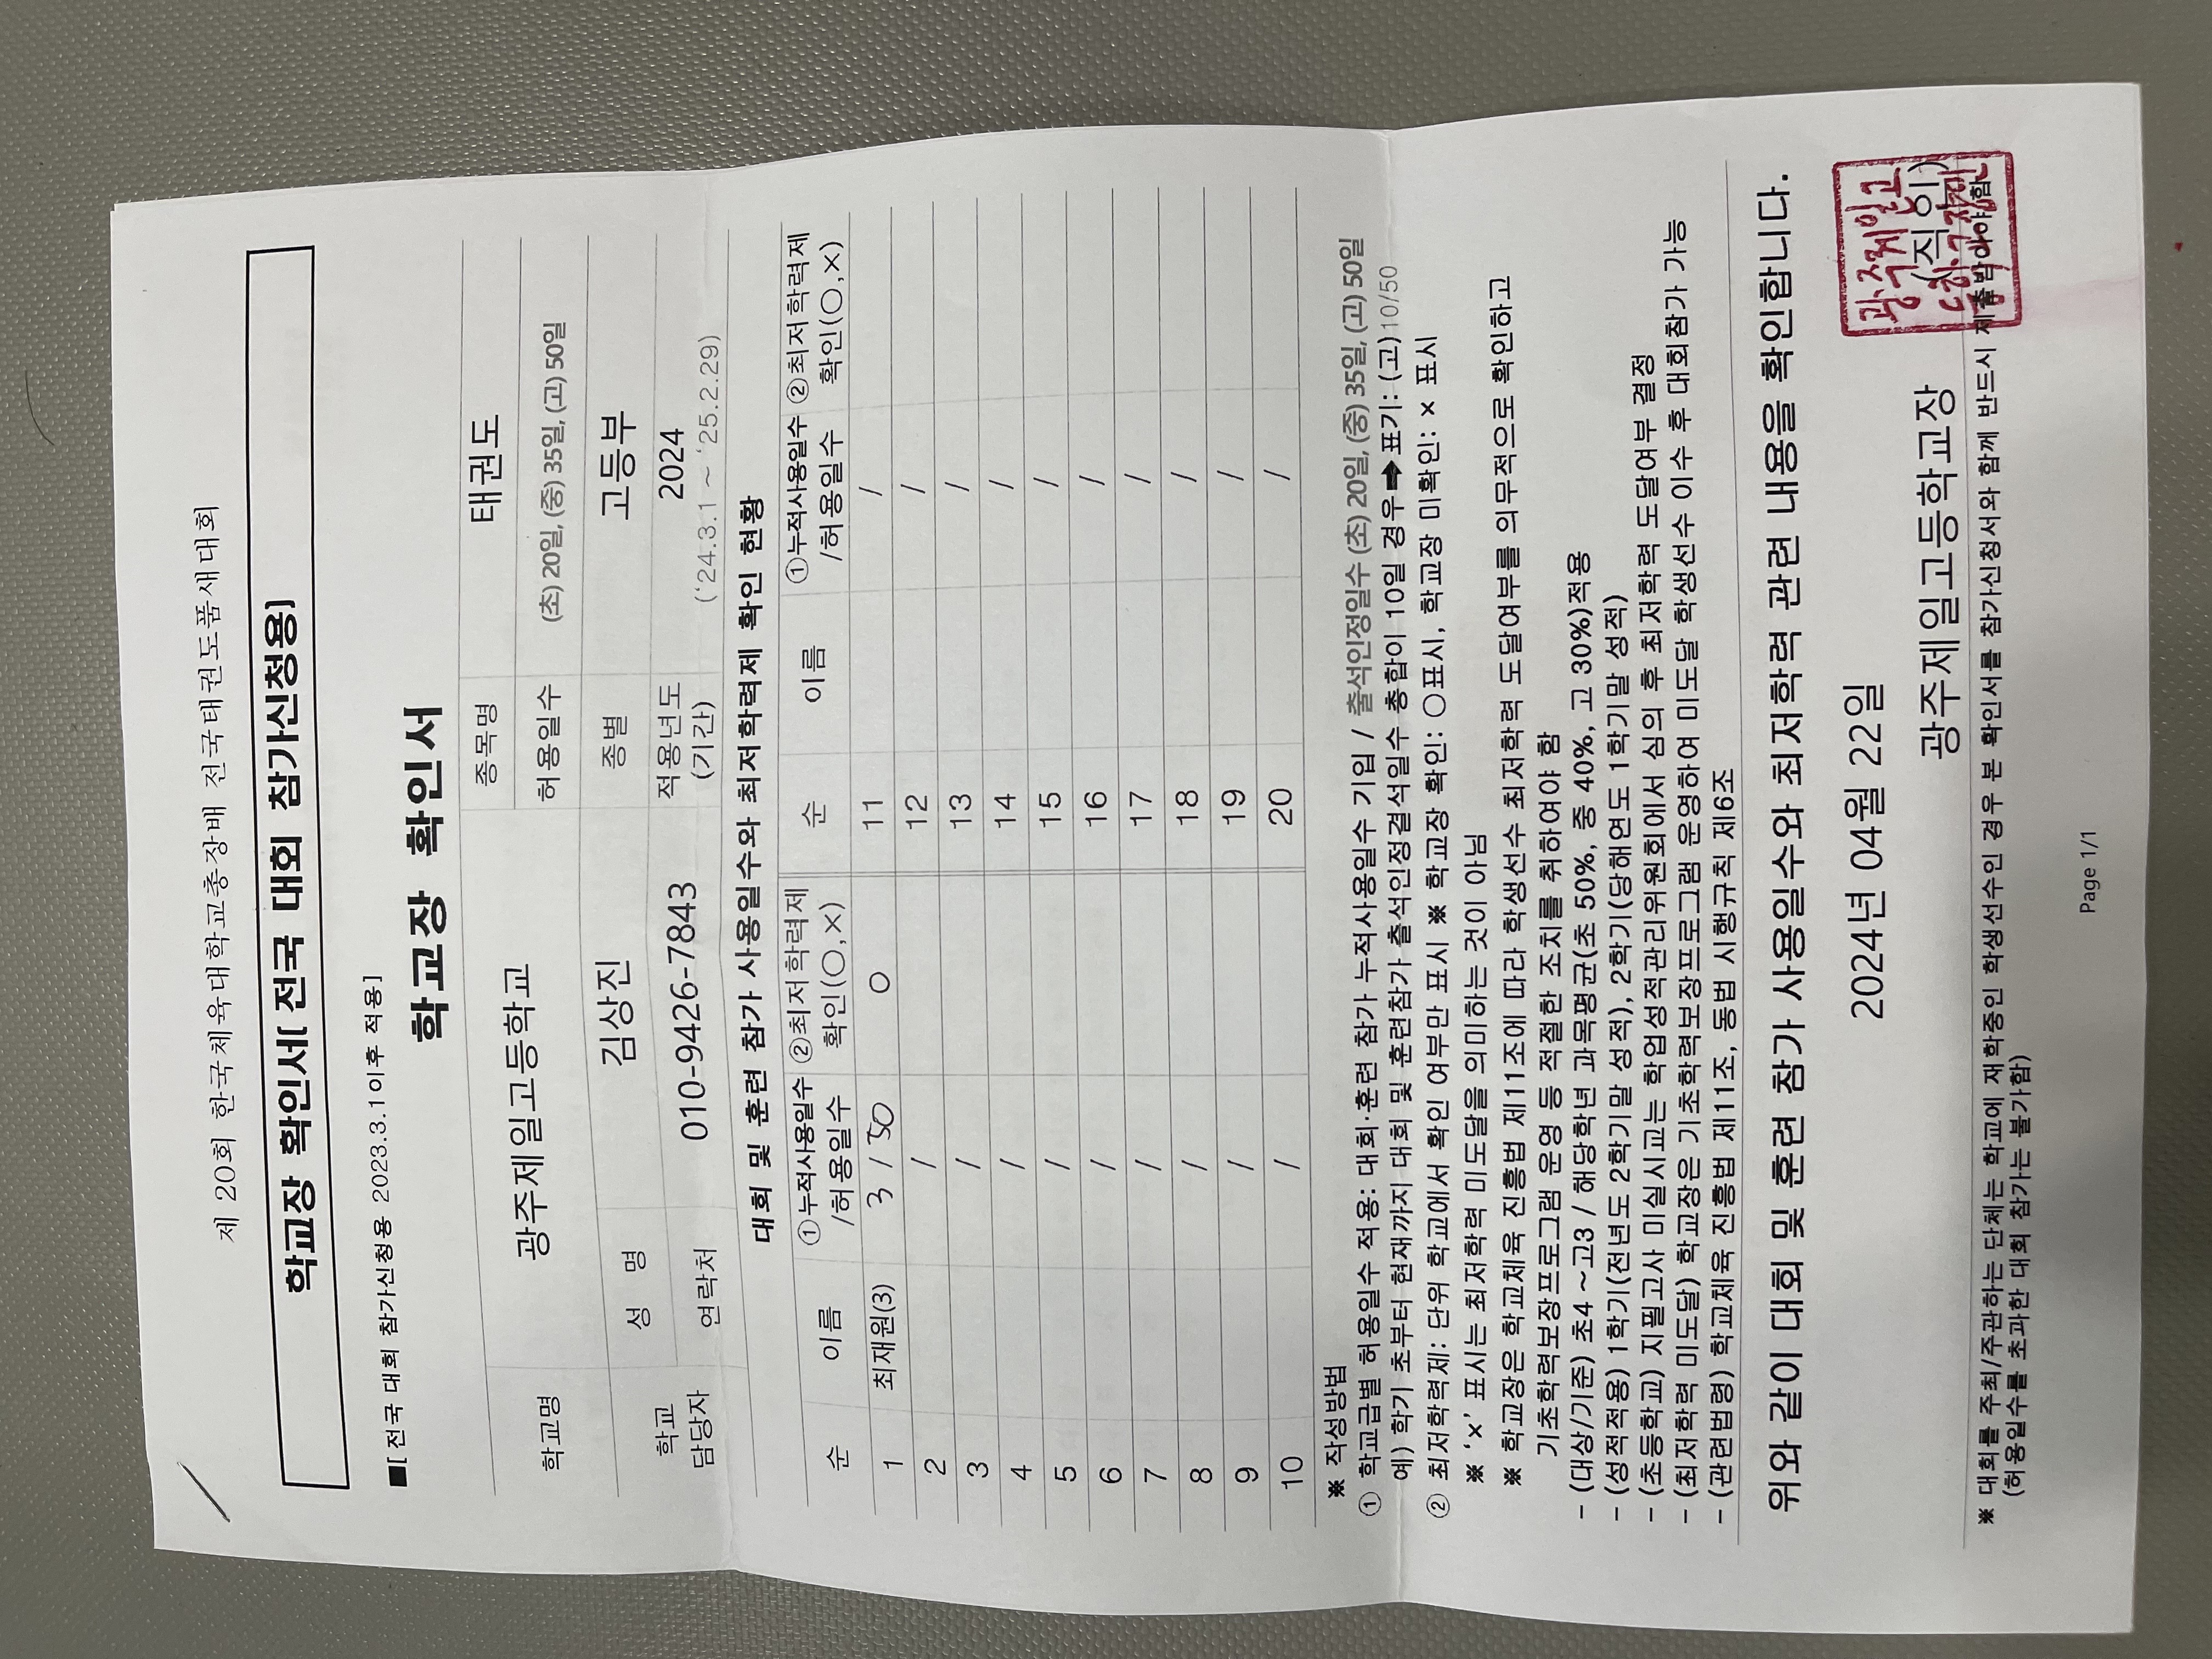 제 20회 한국체육대학교총장배 전국태권도품새대회
학교장 확인서[전국 대회 참가신청용]
■[전국 대회 참가신청용 2023.3.1이후 적용]
학교장 확인서
학교명 광주제일고등학교 종목명 태권도
허용일수 (초) 20일, (중) 35일, (고) 50일
학교 담당자 성 명 김상진 종별 고등부
연락처 010-9426-7843 적용년도 (기간) 2024
('24.3.1 ~ '25.2.29)
대회 및 훈련 참가 사용일수와 최저학력제 확인 현황
순 이름 ①누적사용일수 /허용일수 ②최저학력제 확인(○,×) 순 이름 ①누적사용일수 /허용일수 ②최저학력제 확인(○,×)
1 최재원(3) 3 / 50 ○ 11 /
2 / 12 /
3 / 13 /
4 / 14 /
5 / 15 /
6 / 16 /
7 / 17 /
8 / 18 /
9 / 19 /
10 / 20 /
※ 작성방법
① 학교급별 허용일수 적용: 대회·훈련 참가 누적사용일수 기입 / 출석인정일수 (초) 20일, (중) 35일, (고) 50일
예) 학기 초부터 현재까지 대회 및 훈련참가 출석인정결석일수 총합이 10일 경우➡표기: (고)10/50
② 최저학력제: 단위 학교에서 확인 여부만 표시 ※ 학교장 확인: ○표시, 학교장 미확인: × 표시
※ '×' 표시는 최저학력 미도달을 의미하는 것이 아님
※ 학교장은 학교체육 진흥법 제11조에 따라 학생선수 최저학력 도달여부를 의무적으로 확인하고
기초학력보장프로그램 운영 등 적절한 조치를 취하여야 함
- (대상/기준) 초4~고3 / 해당학년 과목평균(초 50%, 중 40%, 고 30%)적용
- (성적적용) 1학기(전년도 2학기말 성적), 2학기(당해연도 1학기말 성적)
- (초등학교) 지필고사 미실시교는 학업성적관리위원회에서 심의 후 최저학력 도달여부 결정
- (최저학력 미도달) 학교장은 기초학력보장프로그램 운영하여 미도달 학생선수 이수 후 대회참가 가능
- (관련법령) 학교체육 진흥법 제11조, 동법 시행규칙 제6조
위와 같이 대회 및 훈련 참가 사용일수와 최저학력 관련 내용을 확인합니다.
2024년 04월 22일
광주제일고등학교장 (직인)
※ 대회를 주최/주관하는 단체는 학교에 재학중인 학생선수인 경우 본 확인서를 참가신청서와 함께 반드시 제출받아야 함
(허용일수를 초과한 대회 참가는 불가함)
Page 1/1